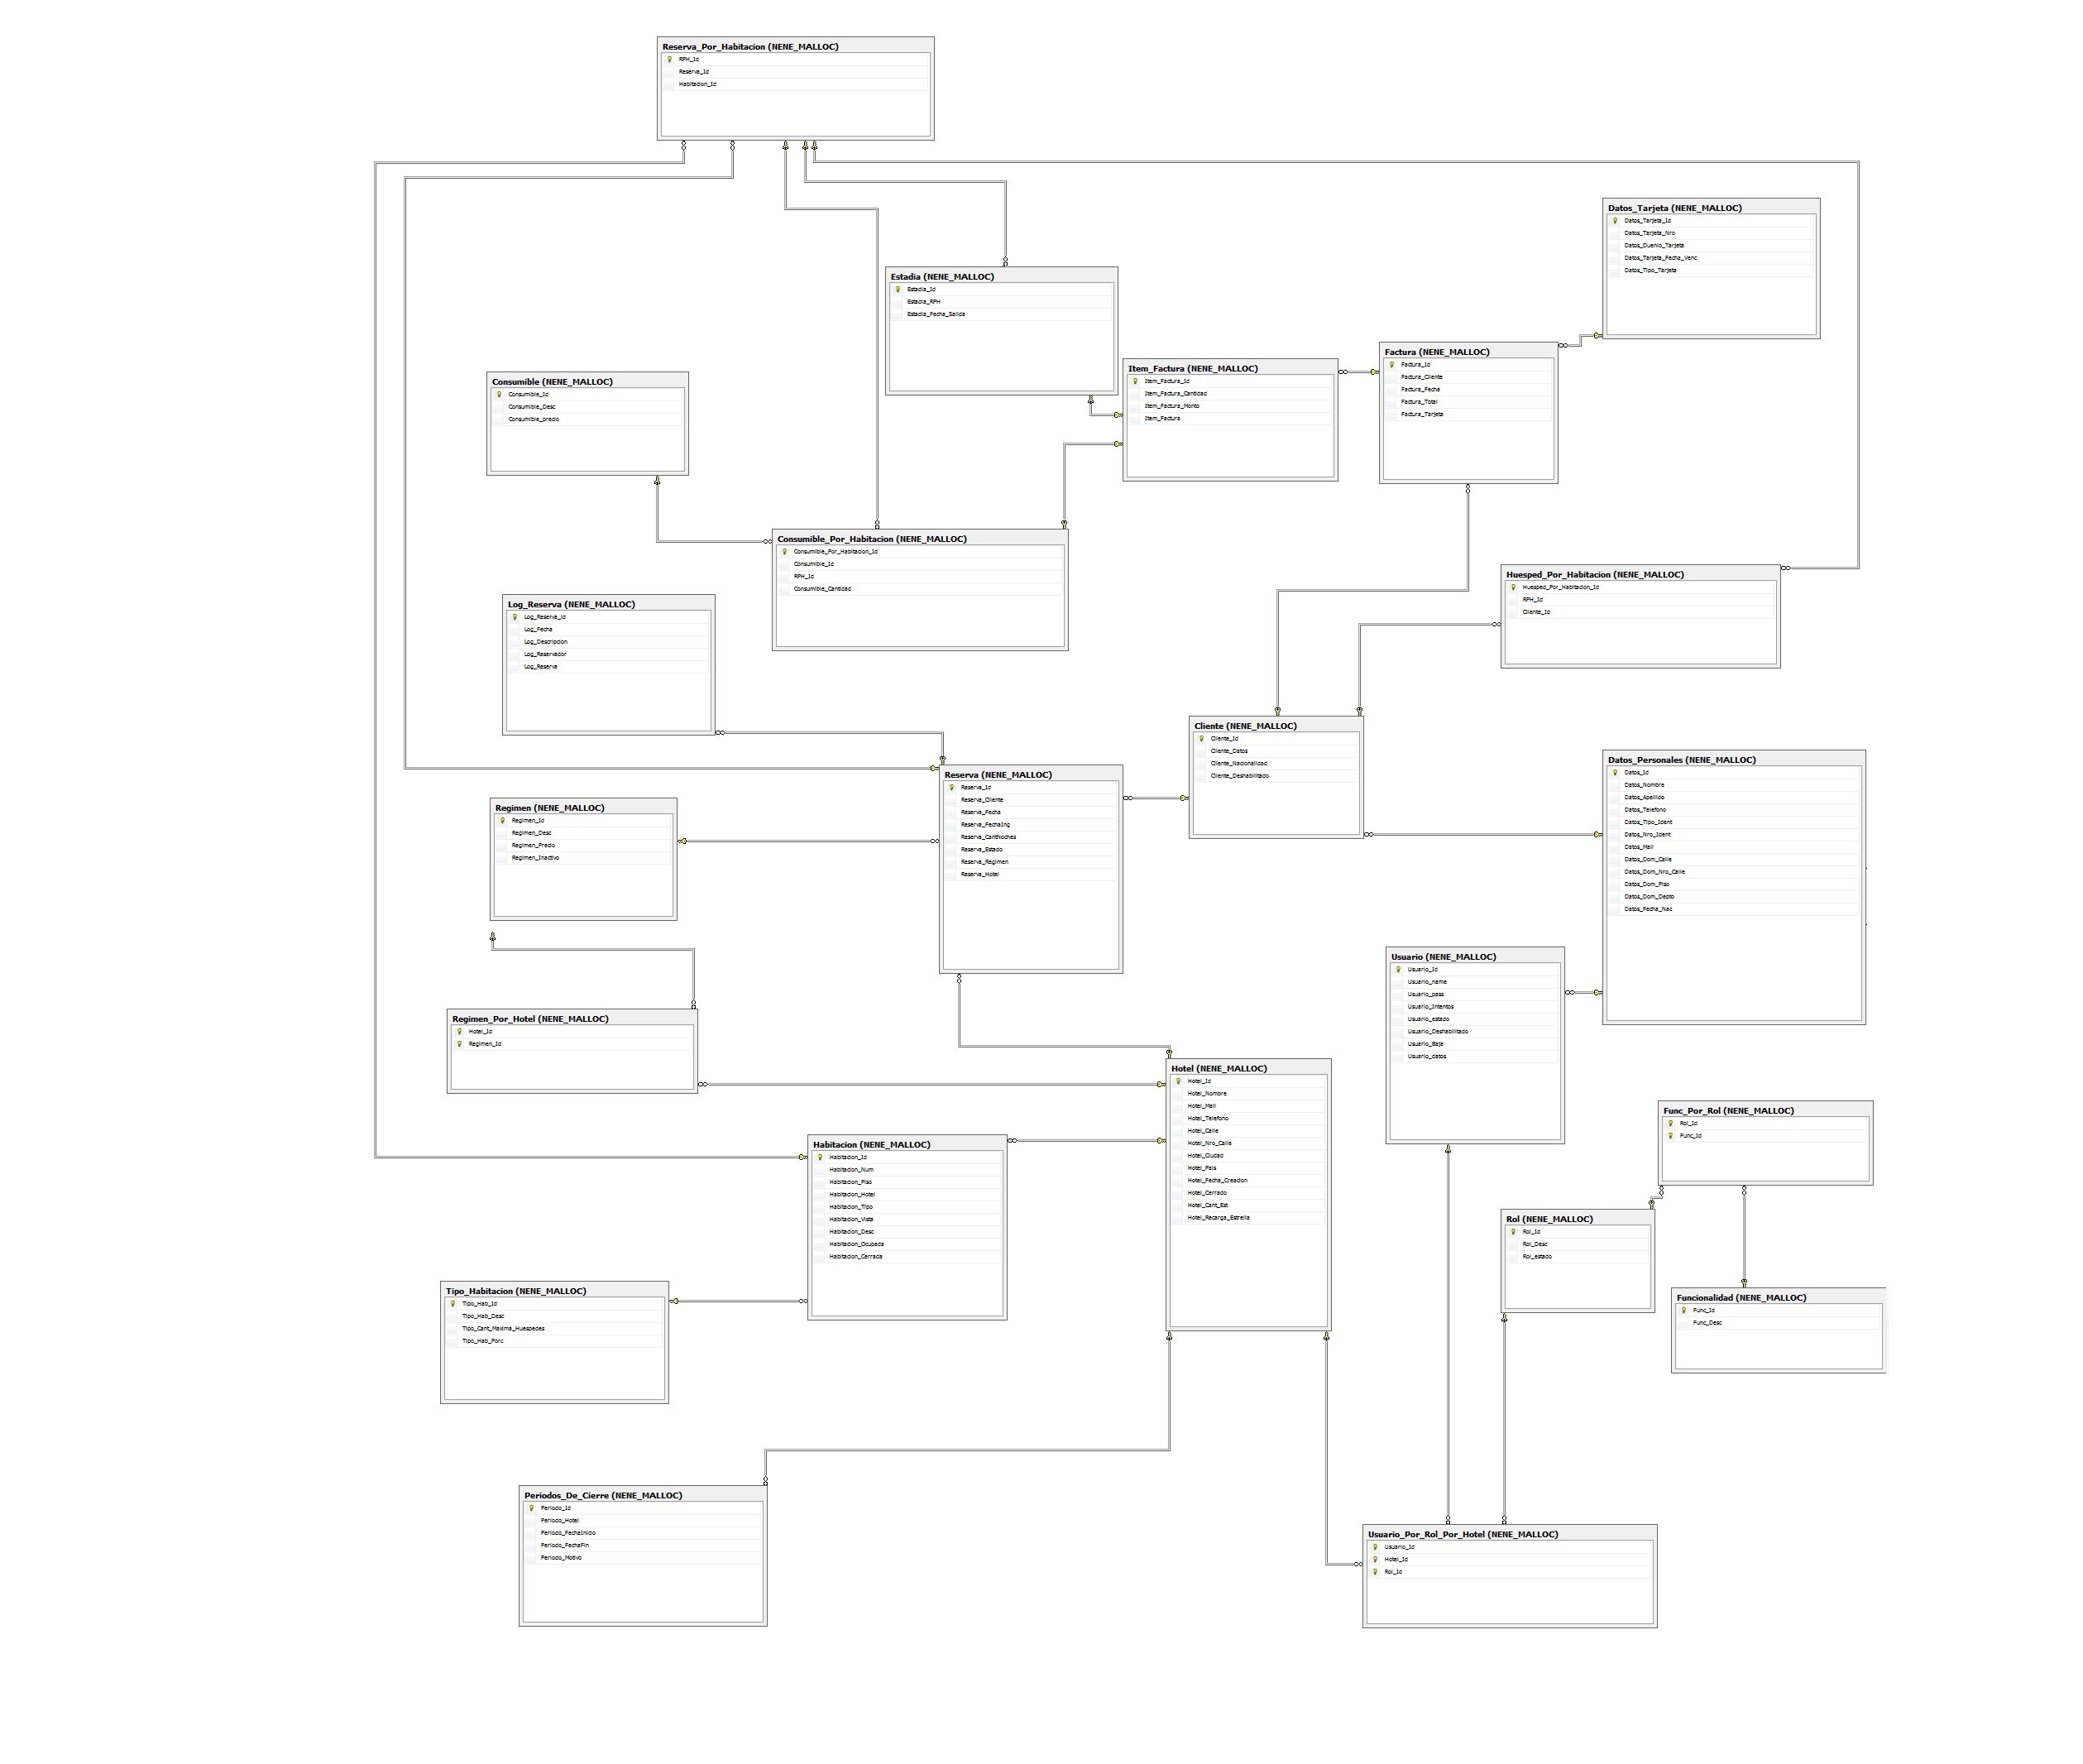 Reserva_Por_Habitacion (NENE_MALLOC)
RPH_Id
Reserva_Id
Habitacion_Id
Datos_Tarjeta (NENE_MALLOC)
Datos_Tarjeta_Id
Datos_Tarjeta_Nro
Datos_Duenio_Tarjeta
Datos_Tarjeta_Fecha_Venc
Datos_Tipo_Tarjeta
Estadia (NENE_MALLOC)
Estadia_Id
Estadia_RPH
Estadia_Fecha_Salida
Factura (NENE_MALLOC)
Factura_Id
Factura_Cliente
Factura_Fecha
Factura_Total
Factura_Tarjeta
Item_Factura (NENE_MALLOC)
Item_Factura_Id
Item_Factura_Cantidad
Item_Factura_Monto
Item_Factura
Consumible (NENE_MALLOC)
Consumible_Id
Consumible_Desc
Consumible_precio
Consumible_Por_Habitacion (NENE_MALLOC)
Consumible_Por_Habitacion_Id
Consumible_Id
RPH_Id
Consumible_Cantidad
Huesped_Por_Habitacion (NENE_MALLOC)
Huesped_Por_Habitacion_Id
RPH_Id
Cliente_Id
Log_Reserva (NENE_MALLOC)
Log_Reserva_id
Log_Fecha
Log_Descripcion
Log_Reservador
Log_Reserva
Cliente (NENE_MALLOC)
Cliente_Id
Cliente_Datos
Cliente_Nacionalidad
Cliente_Deshabilitado
Datos_Personales (NENE_MALLOC)
Datos_Id
Datos_Nombre
Datos_Apellido
Datos_Telefono
Datos_Tipo_Ident
Datos_Nro_Ident
Datos_Mail
Datos_Dom_Calle
Datos_Dom_Nro_Calle
Datos_Dom_Piso
Datos_Dom_Depto
Datos_Fecha_Nac
Reserva (NENE_MALLOC)
Reserva_Id
Reserva_Cliente
Reserva_Fecha
Reserva_FechaIng
Reserva_CantNoches
Reserva_Estado
Reserva_Regimen
Reserva_Hotel
Regimen (NENE_MALLOC)
Regimen_Id
Regimen_Desc
Regimen_Precio
Regimen_Inactivo
Usuario (NENE_MALLOC)
Usuario_Id
Usuario_name
Usuario_pass
Usuario_Intentos
Usuario_estado
Usuario_Deshabilitado
Usuario_Baja
Usuario_datos
Regimen_Por_Hotel (NENE_MALLOC)
Hotel_Id
Regimen_Id
Hotel (NENE_MALLOC)
Hotel_Id
Hotel_Nombre
Hotel_Mail
Hotel_Telefono
Hotel_Calle
Hotel_Nro_Calle
Hotel_Ciudad
Hotel_Pais
Hotel_Fecha_Creacion
Hotel_Cerrado
Hotel_Cant_Est
Hotel_Recarga_Estrella
Func_Por_Rol (NENE_MALLOC)
Rol_Id
Func_Id
Habitacion (NENE_MALLOC)
Habitacion_Id
Habitacion_Num
Habitacion_Piso
Habitacion_Hotel
Habitacion_Tipo
Habitacion_Vista
Habitacion_Desc
Habitacion_Ocupada
Habitacion_Cerrada
Rol (NENE_MALLOC)
Rol_Id
Rol_Desc
Rol_estado
Tipo_Habitacion (NENE_MALLOC)
Tipo_Hab_Id
Tipo_Hab_Desc
Tipo_Cant_Maxima_Huespedes
Tipo_Hab_Porc
Funcionalidad (NENE_MALLOC)
Func_Id
Func_Desc
Periodos_De_Cierre (NENE_MALLOC)
Periodo_Id
Periodo_Hotel
Periodo_FechaInicio
Periodo_FechaFin
Periodo_Motivo
Usuario_Por_Rol_Por_Hotel (NENE_MALLOC)
Usuario_Id
Hotel_Id
Rol_Id